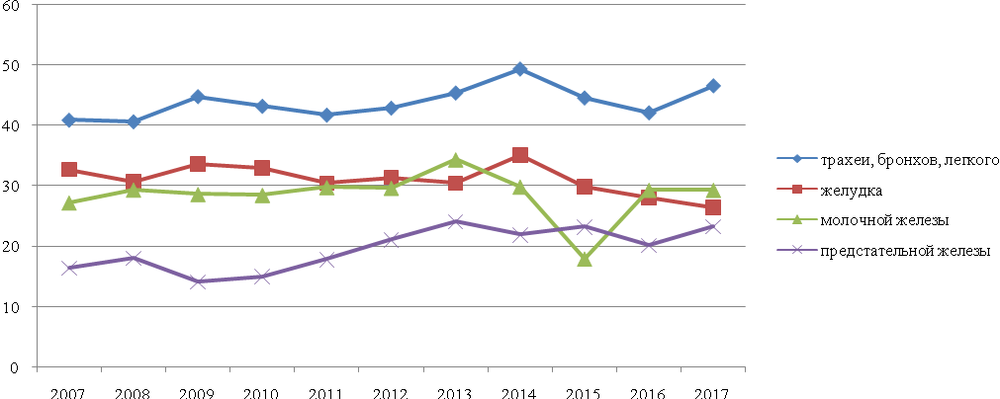 60
50
40
30
20
10
0
2007 2008 2009 2010 2011 2012 2013 2014 2015 2016 2017
трахеи, бронхов, легкого
желудка
молочной железы
предстательной железы